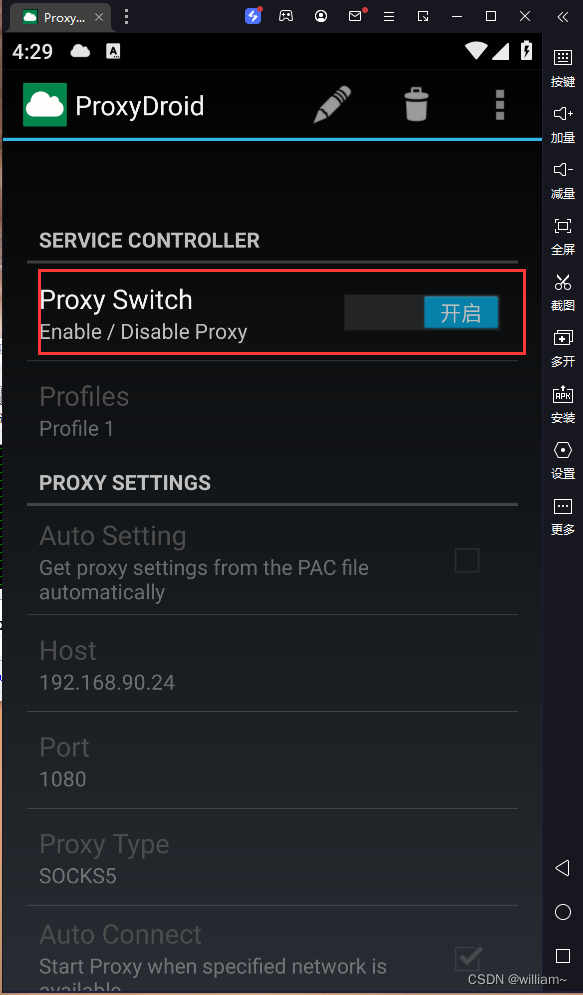 Proxy...
4:29
A
ProxyDroid
SERVICE CONTROLLER
Proxy Switch
Enable / Disable Proxy
开启
Profiles
Profile 1
PROXY SETTINGS
Auto Setting
Get proxy settings from the PAC file
automatically
Host
192.168.90.24
Port
1080
Proxy Type
SOCKS5
Auto Connect
Start Proxy when specified network is
available
按键
加量
减量
全屏
截图
多开
APK
安装
设置
更多
CSDN @william~